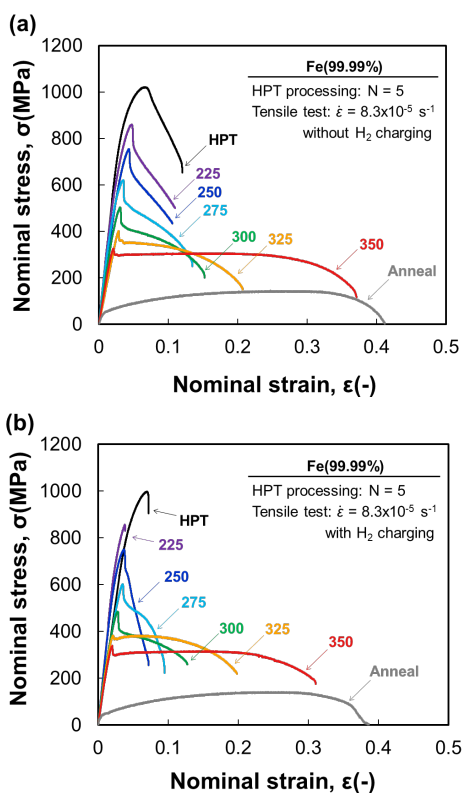 (a)
1200
1000
800
600
400
200
0
Nominal stress, σ(MPa)
Fe(99.99%)
HPT processing: N = 5
Tensile test: ε̇ = 8.3x10⁻⁵ s⁻¹
without H₂ charging
HPT
225
250
275
300
325
350
Anneal
0 0.1 0.2 0.3 0.4 0.5
Nominal strain, ε(-)
(b)
1200
1000
800
600
400
200
0
Nominal stress, σ(MPa)
Fe(99.99%)
HPT processing: N = 5
Tensile test: ε̇ = 8.3x10⁻⁵ s⁻¹
with H₂ charging
HPT
225
250
275
300
325
350
Anneal
0 0.1 0.2 0.3 0.4 0.5
Nominal strain, ε(-)